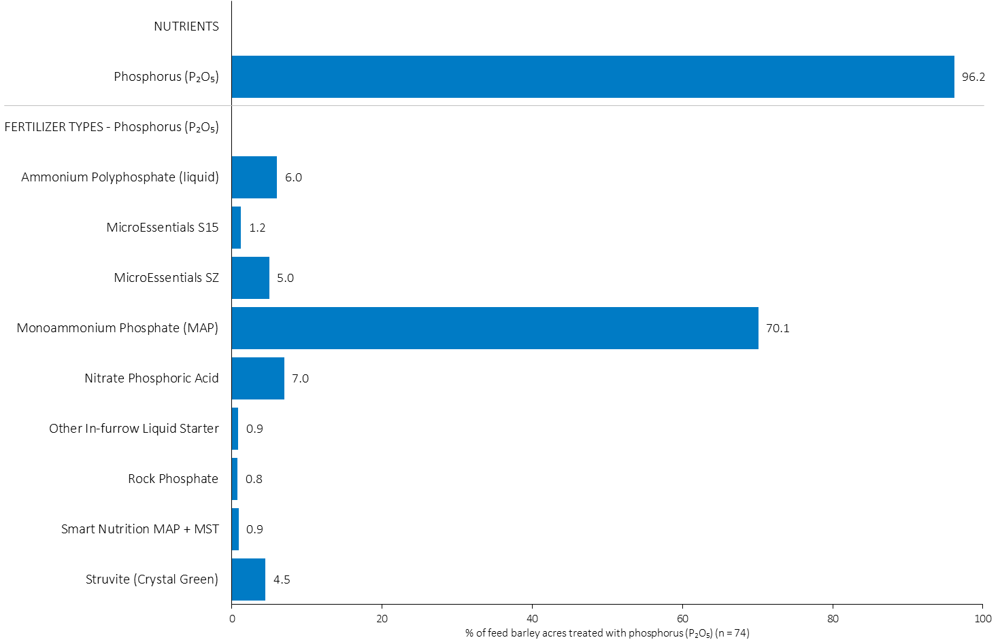 NUTRIENTS
Phosphorus (P₂O₅) 96.2
FERTILIZER TYPES - Phosphorus (P₂O₅)
Ammonium Polyphosphate (liquid) 6.0
MicroEssentials S15 1.2
MicroEssentials SZ 5.0
Monoammonium Phosphate (MAP) 70.1
Nitrate Phosphoric Acid 7.0
Other In-furrow Liquid Starter 0.9
Rock Phosphate 0.8
Smart Nutrition MAP + MST 0.9
Struvite (Crystal Green) 4.5
0 20 40 60 80 100
% of feed barley acres treated with phosphorus (P₂O₅) (n = 74)